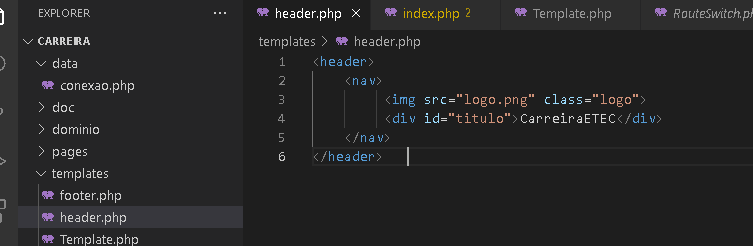 EXPLORER
CARREIRA
data
conexao.php
doc
dominio
pages
templates
footer.php
header.php
Template.php
header.php
index.php 2
Template.php
RouteSwitch.ph
templates > header.php
1 <header>
2 <nav>
3 <img src="logo.png" class="logo">
4 <div id="titulo">CarreiraETEC</div>
5 </nav>
6 </header>